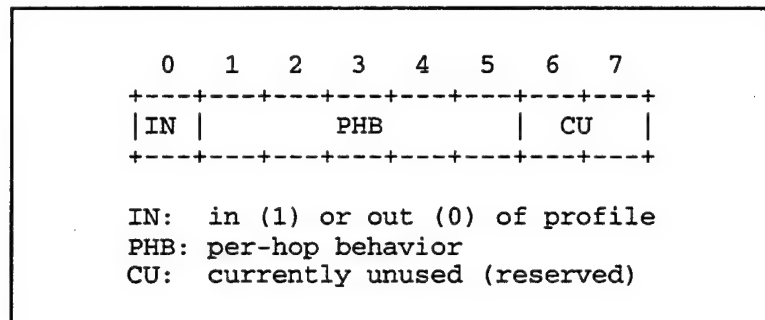 0 1 2 3 4 5 6 7
+---+---+---+---+---+---+---+---+
|IN | PHB | CU |
+---+---+---+---+---+---+---+---+
IN: in (1) or out (0) of profile
PHB: per-hop behavior
CU: currently unused (reserved)